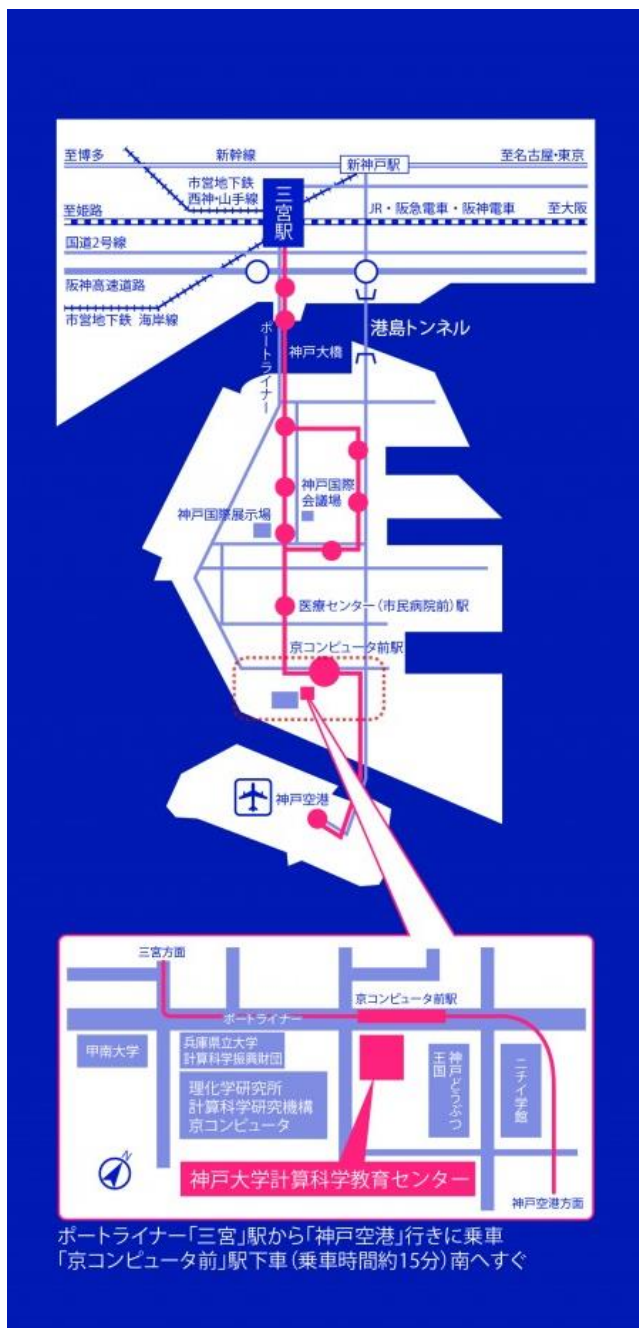 至博多
新幹線
新神戸駅
至名古屋・東京
市営地下鉄
西神・山手線
三宮駅
至姫路
JR・阪急電車・阪神電車
至大阪
国道2号線
阪神高速道路
市営地下鉄 海岸線
ポートライナー
神戸大橋
港島トンネル
神戸国際
会議場
神戸国際展示場
医療センター(市民病院前)駅
京コンピュータ前駅
神戸空港
三宮方面
京コンピュータ前駅
ポートライナー
甲南大学
兵庫県立大学
計算科学振興財団
理化学研究所
計算科学研究機構
京コンピュータ
神戸どうぶつ
王国
ニチイ学館
N
神戸大学計算科学教育センター
神戸空港方面
ポートライナー「三宮」駅から「神戸空港」行きに乗車
「京コンピュータ前」駅下車(乗車時間約15分)南へすぐ